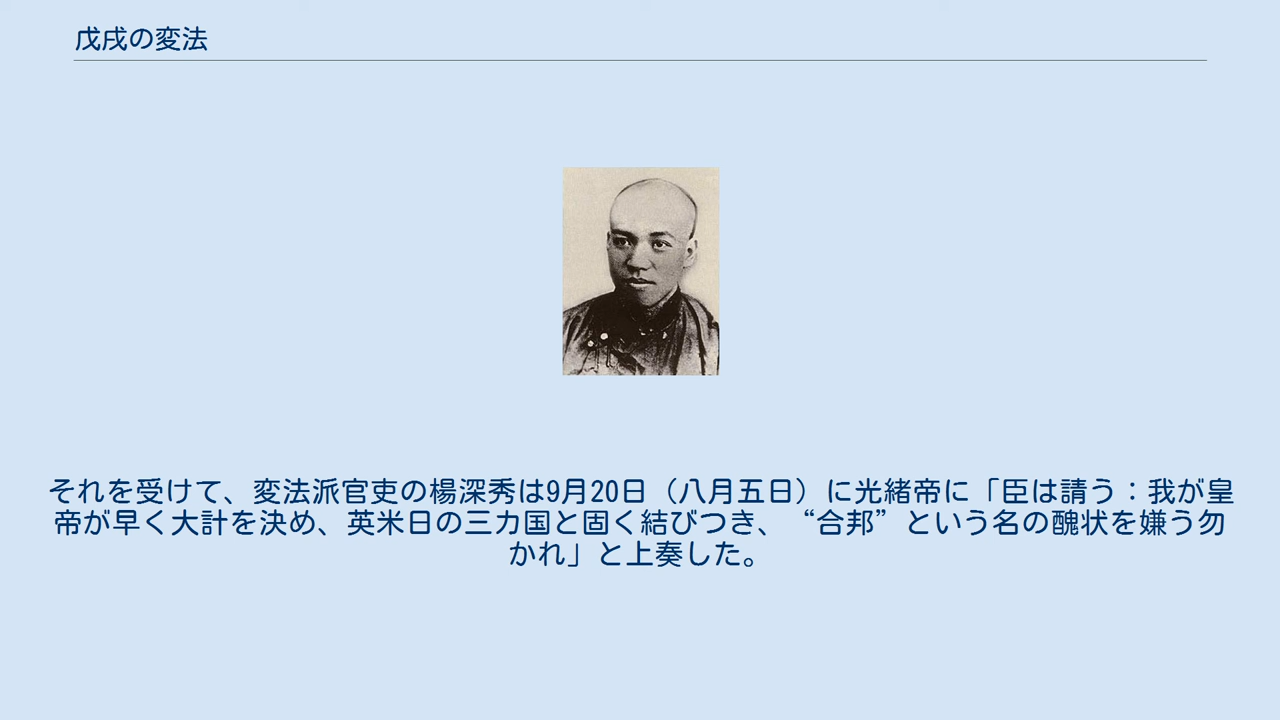 戊戌の変法
それを受けて、変法派官吏の楊深秀は9月20日（八月五日）に光緒帝に「臣は請う：我が皇
帝が早く大計を決め、英米日の三カ国と固く結びつき、“合邦”という名の醜状を嫌う勿
かれ」と上奏した。